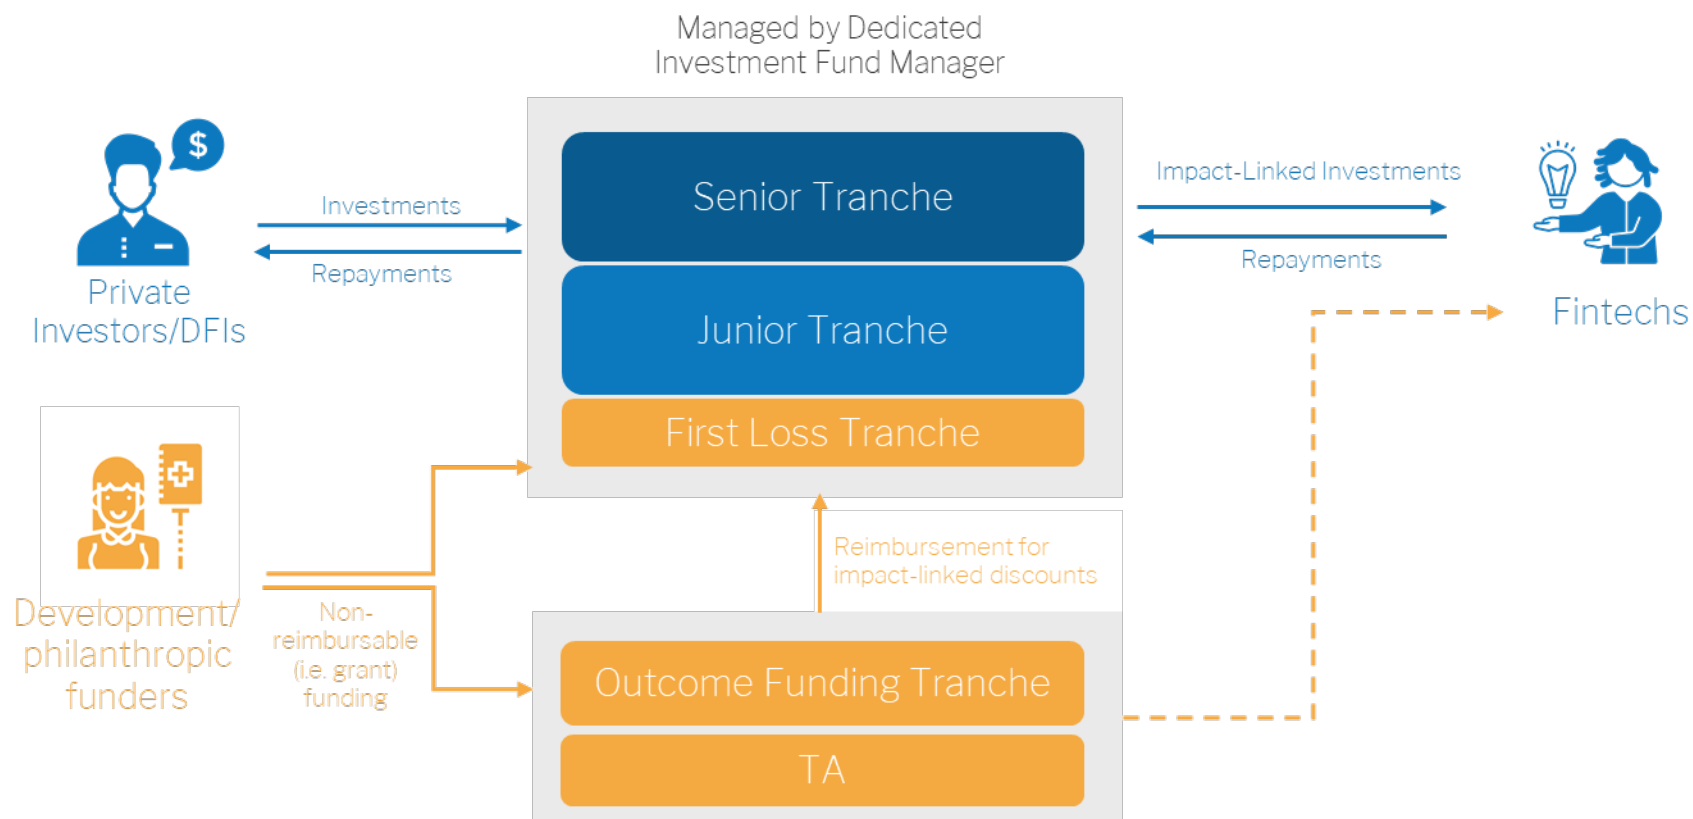 Managed by Dedicated
Investment Fund Manager
$
Private
Investors/DFIs
Investments
Repayments
Senior Tranche
Junior Tranche
First Loss Tranche
Impact-Linked Investments
Repayments
Fintechs
Development/
philanthropic
funders
Non-
reimbursable
(i.e. grant)
funding
Reimbursement for
impact-linked discounts
Outcome Funding Tranche
TA